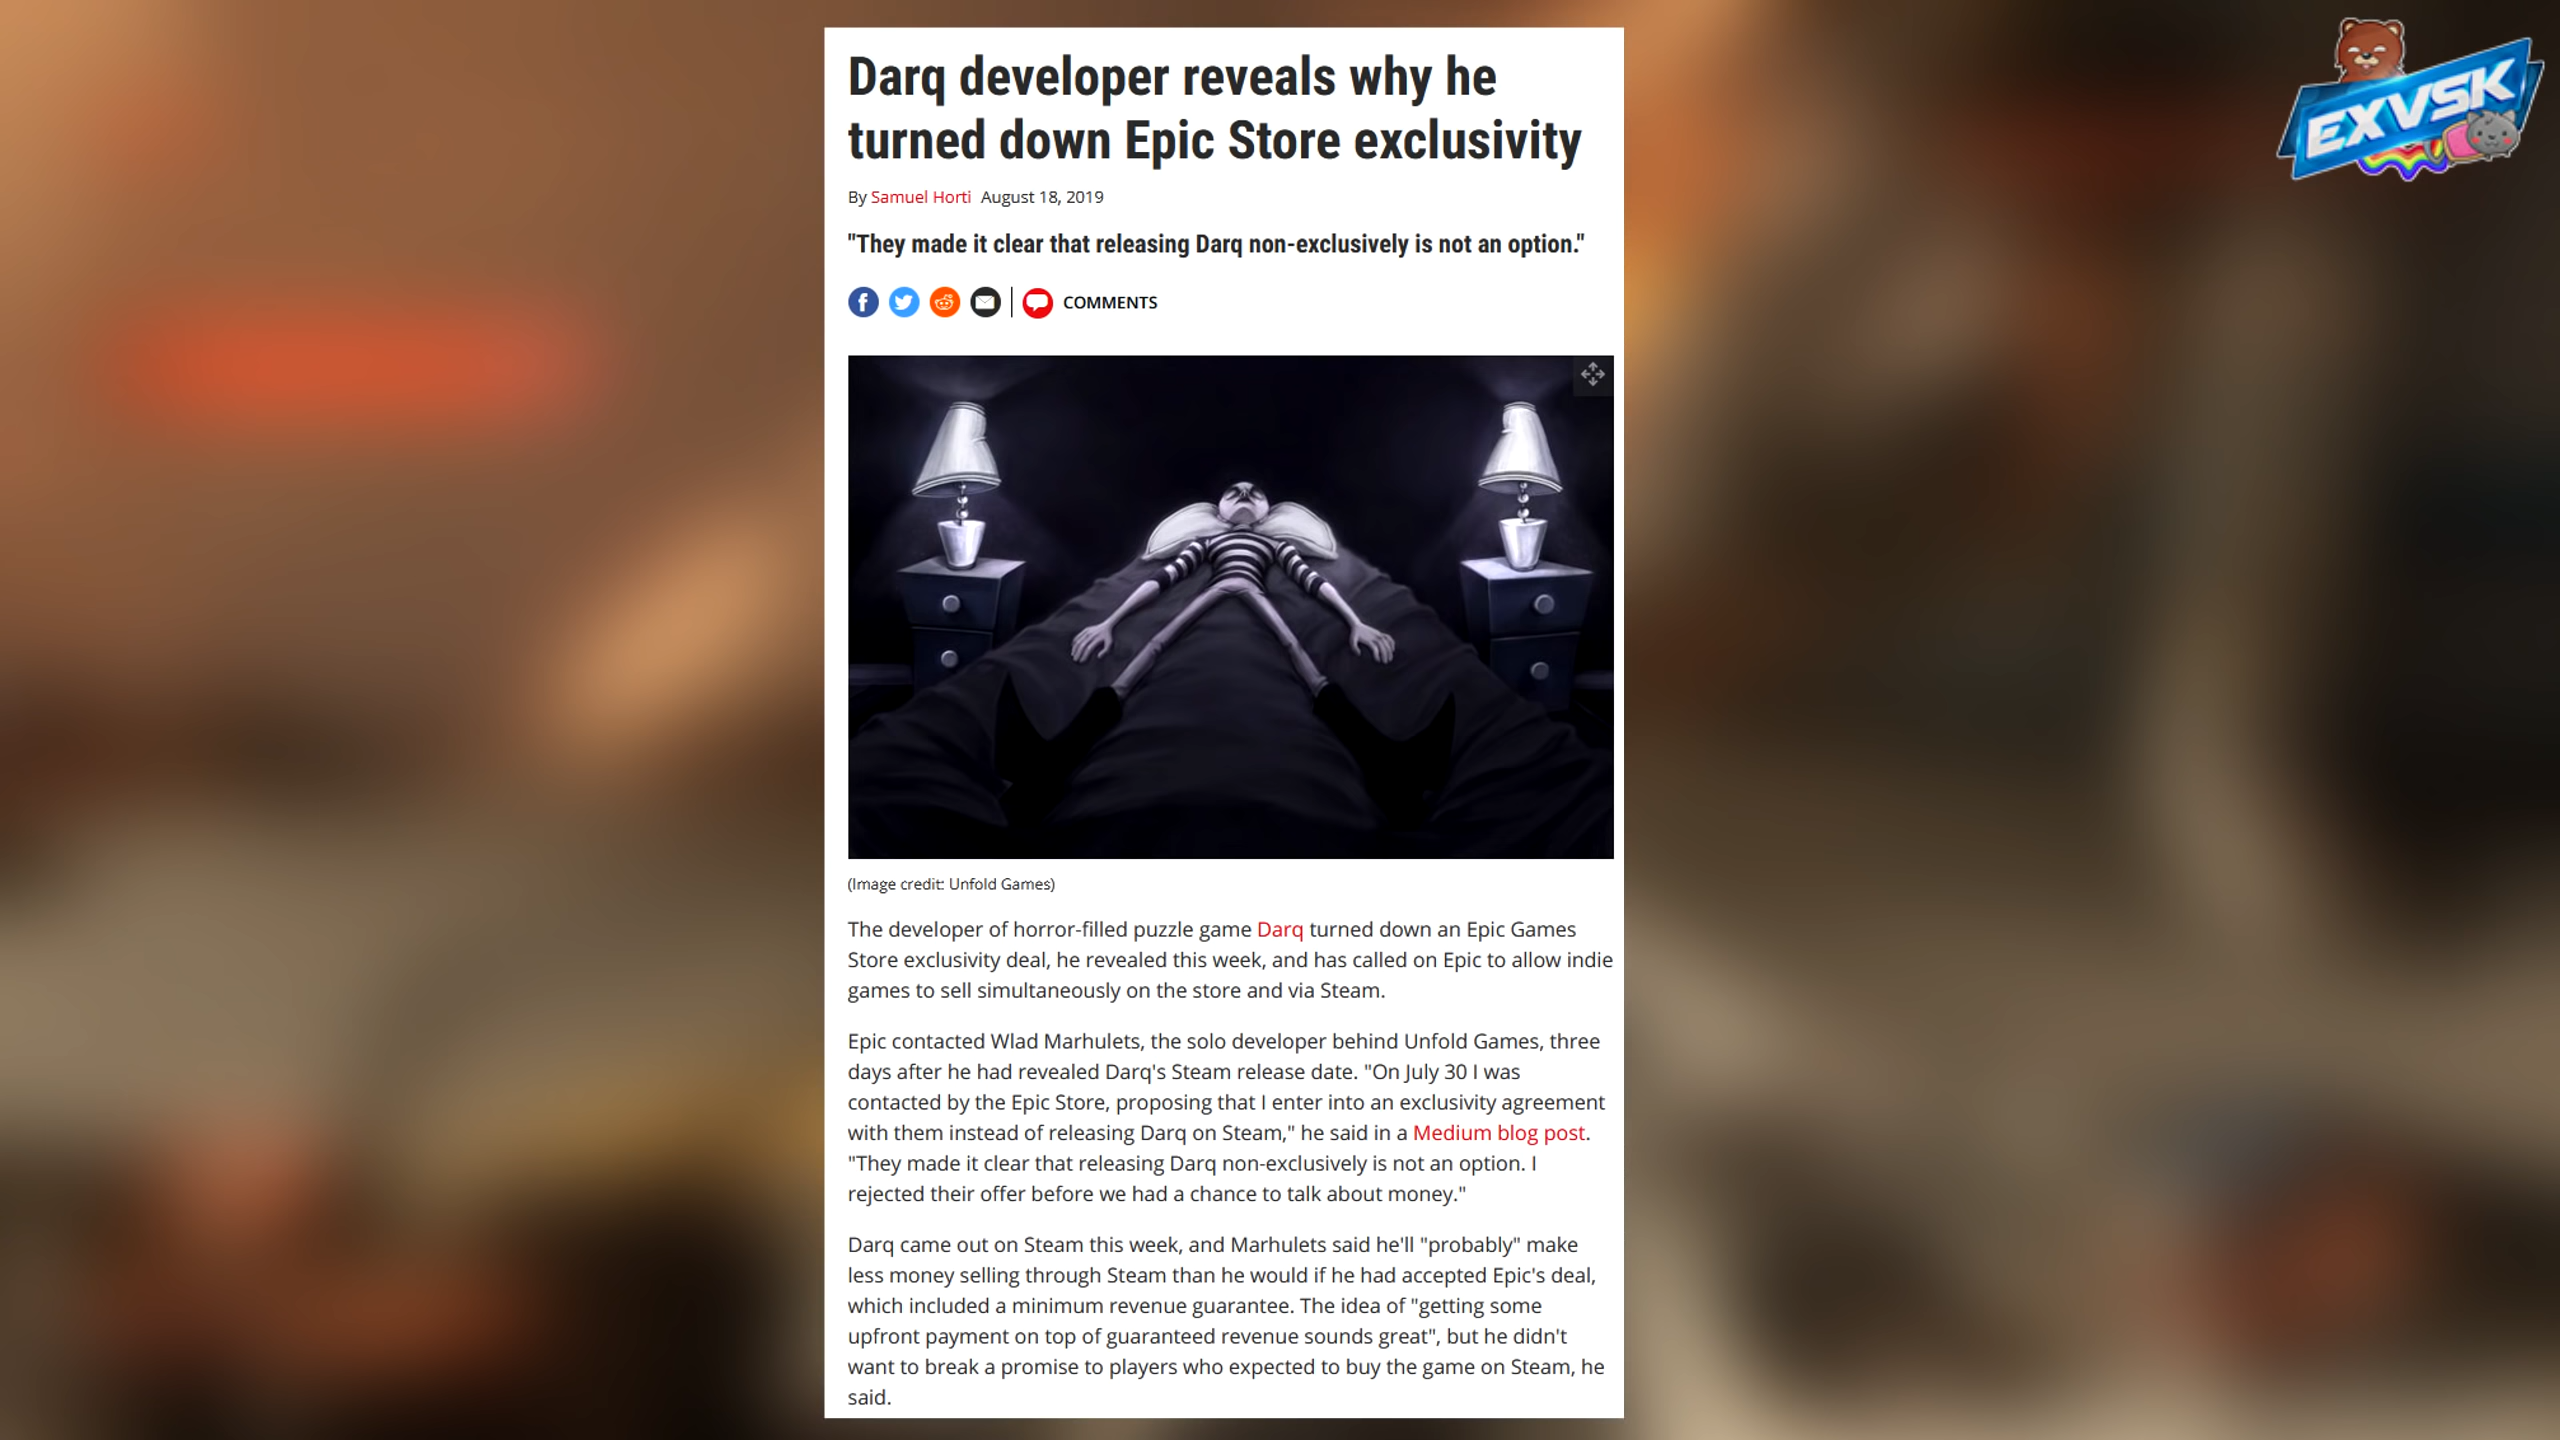 Darq developer reveals why he
turned down Epic Store exclusivity
By Samuel Horti August 18, 2019
"They made it clear that releasing Darq non-exclusively is not an option."
COMMENTS
(Image credit: Unfold Games)
The developer of horror-filled puzzle game Darq turned down an Epic Games
Store exclusivity deal, he revealed this week, and has called on Epic to allow indie
games to sell simultaneously on the store and via Steam.
Epic contacted Wlad Marhulets, the solo developer behind Unfold Games, three
days after he had revealed Darq's Steam release date. "On July 30 I was
contacted by the Epic Store, proposing that I enter into an exclusivity agreement
with them instead of releasing Darq on Steam," he said in a Medium blog post.
"They made it clear that releasing Darq non-exclusively is not an option. I
rejected their offer before we had a chance to talk about money."
Darq came out on Steam this week, and Marhulets said he'll "probably" make
less money selling through Steam than he would if he had accepted Epic's deal,
which included a minimum revenue guarantee. The idea of "getting some
upfront payment on top of guaranteed revenue sounds great", but he didn't
want to break a promise to players who expected to buy the game on Steam, he
said.
EXVSK